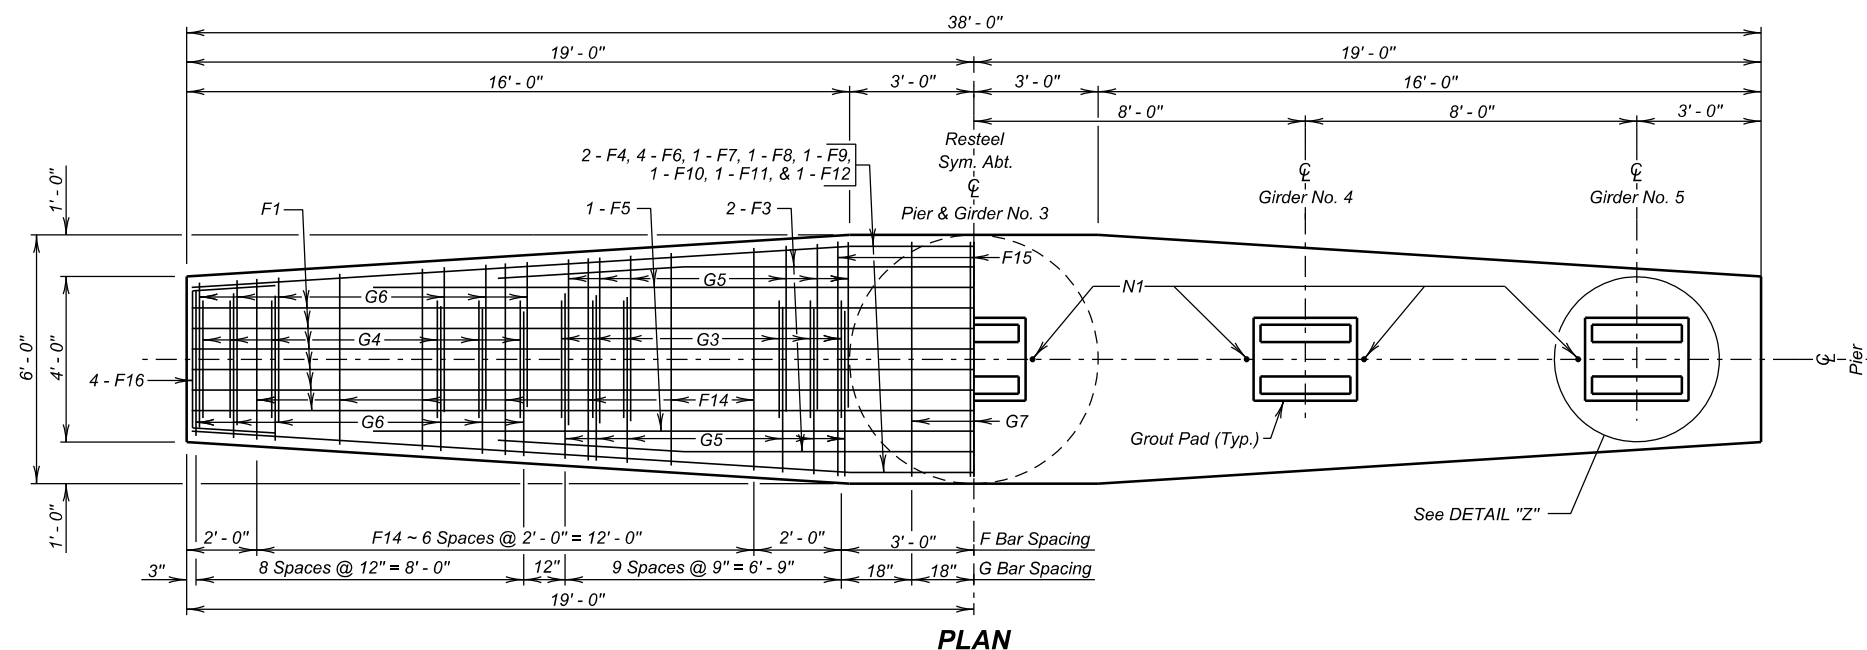 38' - 0"
19' - 0"
19' - 0"
16' - 0"
3' - 0"
3' - 0"
16' - 0"
8' - 0"
8' - 0"
3' - 0"
Resteel
Sym. Abt.
℄
Pier & Girder No. 3
℄
Girder No. 4
℄
Girder No. 5
2 - F4, 4 - F6, 1 - F7, 1 - F8, 1 - F9,
1 - F10, 1 - F11, & 1 - F12
1' - 0"
F1
1 - F5
2 - F3
F15
G5
G6
N1
G4
G3
6' - 0"
4' - 0"
4 - F16
℄
Pier
F14
G6
G5
G7
Grout Pad (Typ.)
See DETAIL "Z"
1' - 0"
2' - 0"
F14 ~ 6 Spaces @ 2' - 0" = 12' - 0"
2' - 0"
3' - 0"
F Bar Spacing
3"
8 Spaces @ 12" = 8' - 0"
12"
9 Spaces @ 9" = 6' - 9"
18"
18"
G Bar Spacing
19' - 0"
PLAN